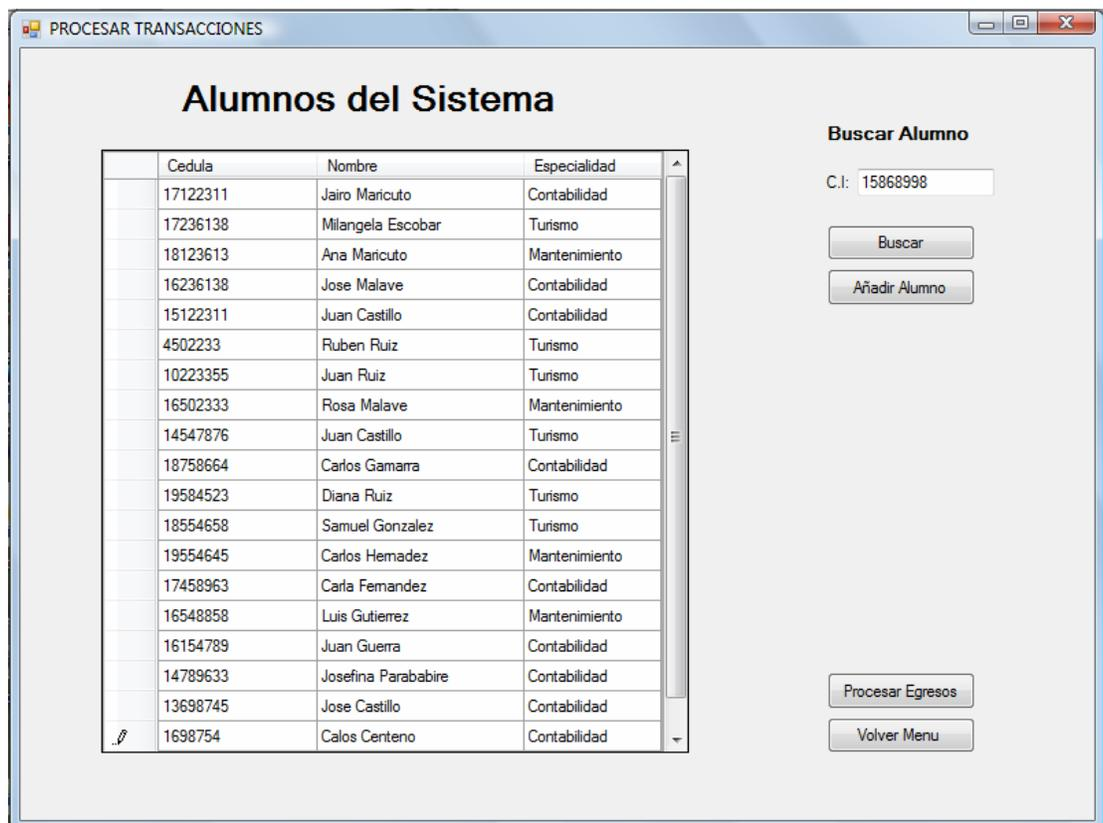 PROCESAR TRANSACCIONES
Alumnos del Sistema
Cedula Nombre Especialidad
17122311 Jairo Maricuto Contabilidad
17236138 Milangela Escobar Turismo
18123613 Ana Maricuto Mantenimiento
16236138 Jose Malave Contabilidad
15122311 Juan Castillo Contabilidad
4502233 Ruben Ruiz Turismo
10223355 Juan Ruiz Turismo
16502333 Rosa Malave Mantenimiento
14547876 Juan Castillo Turismo
18758664 Carlos Gamarra Contabilidad
19584523 Diana Ruiz Turismo
18554658 Samuel Gonzalez Turismo
19554645 Carlos Hernadez Mantenimiento
17458963 Carla Fernandez Contabilidad
16548858 Luis Gutierrez Mantenimiento
16154789 Juan Guerra Contabilidad
14789633 Josefina Parababire Contabilidad
13698745 Jose Castillo Contabilidad
1698754 Calos Centeno Contabilidad
Buscar Alumno
C.I: 15868998
Buscar
Añadir Alumno
Procesar Egresos
Volver Menu